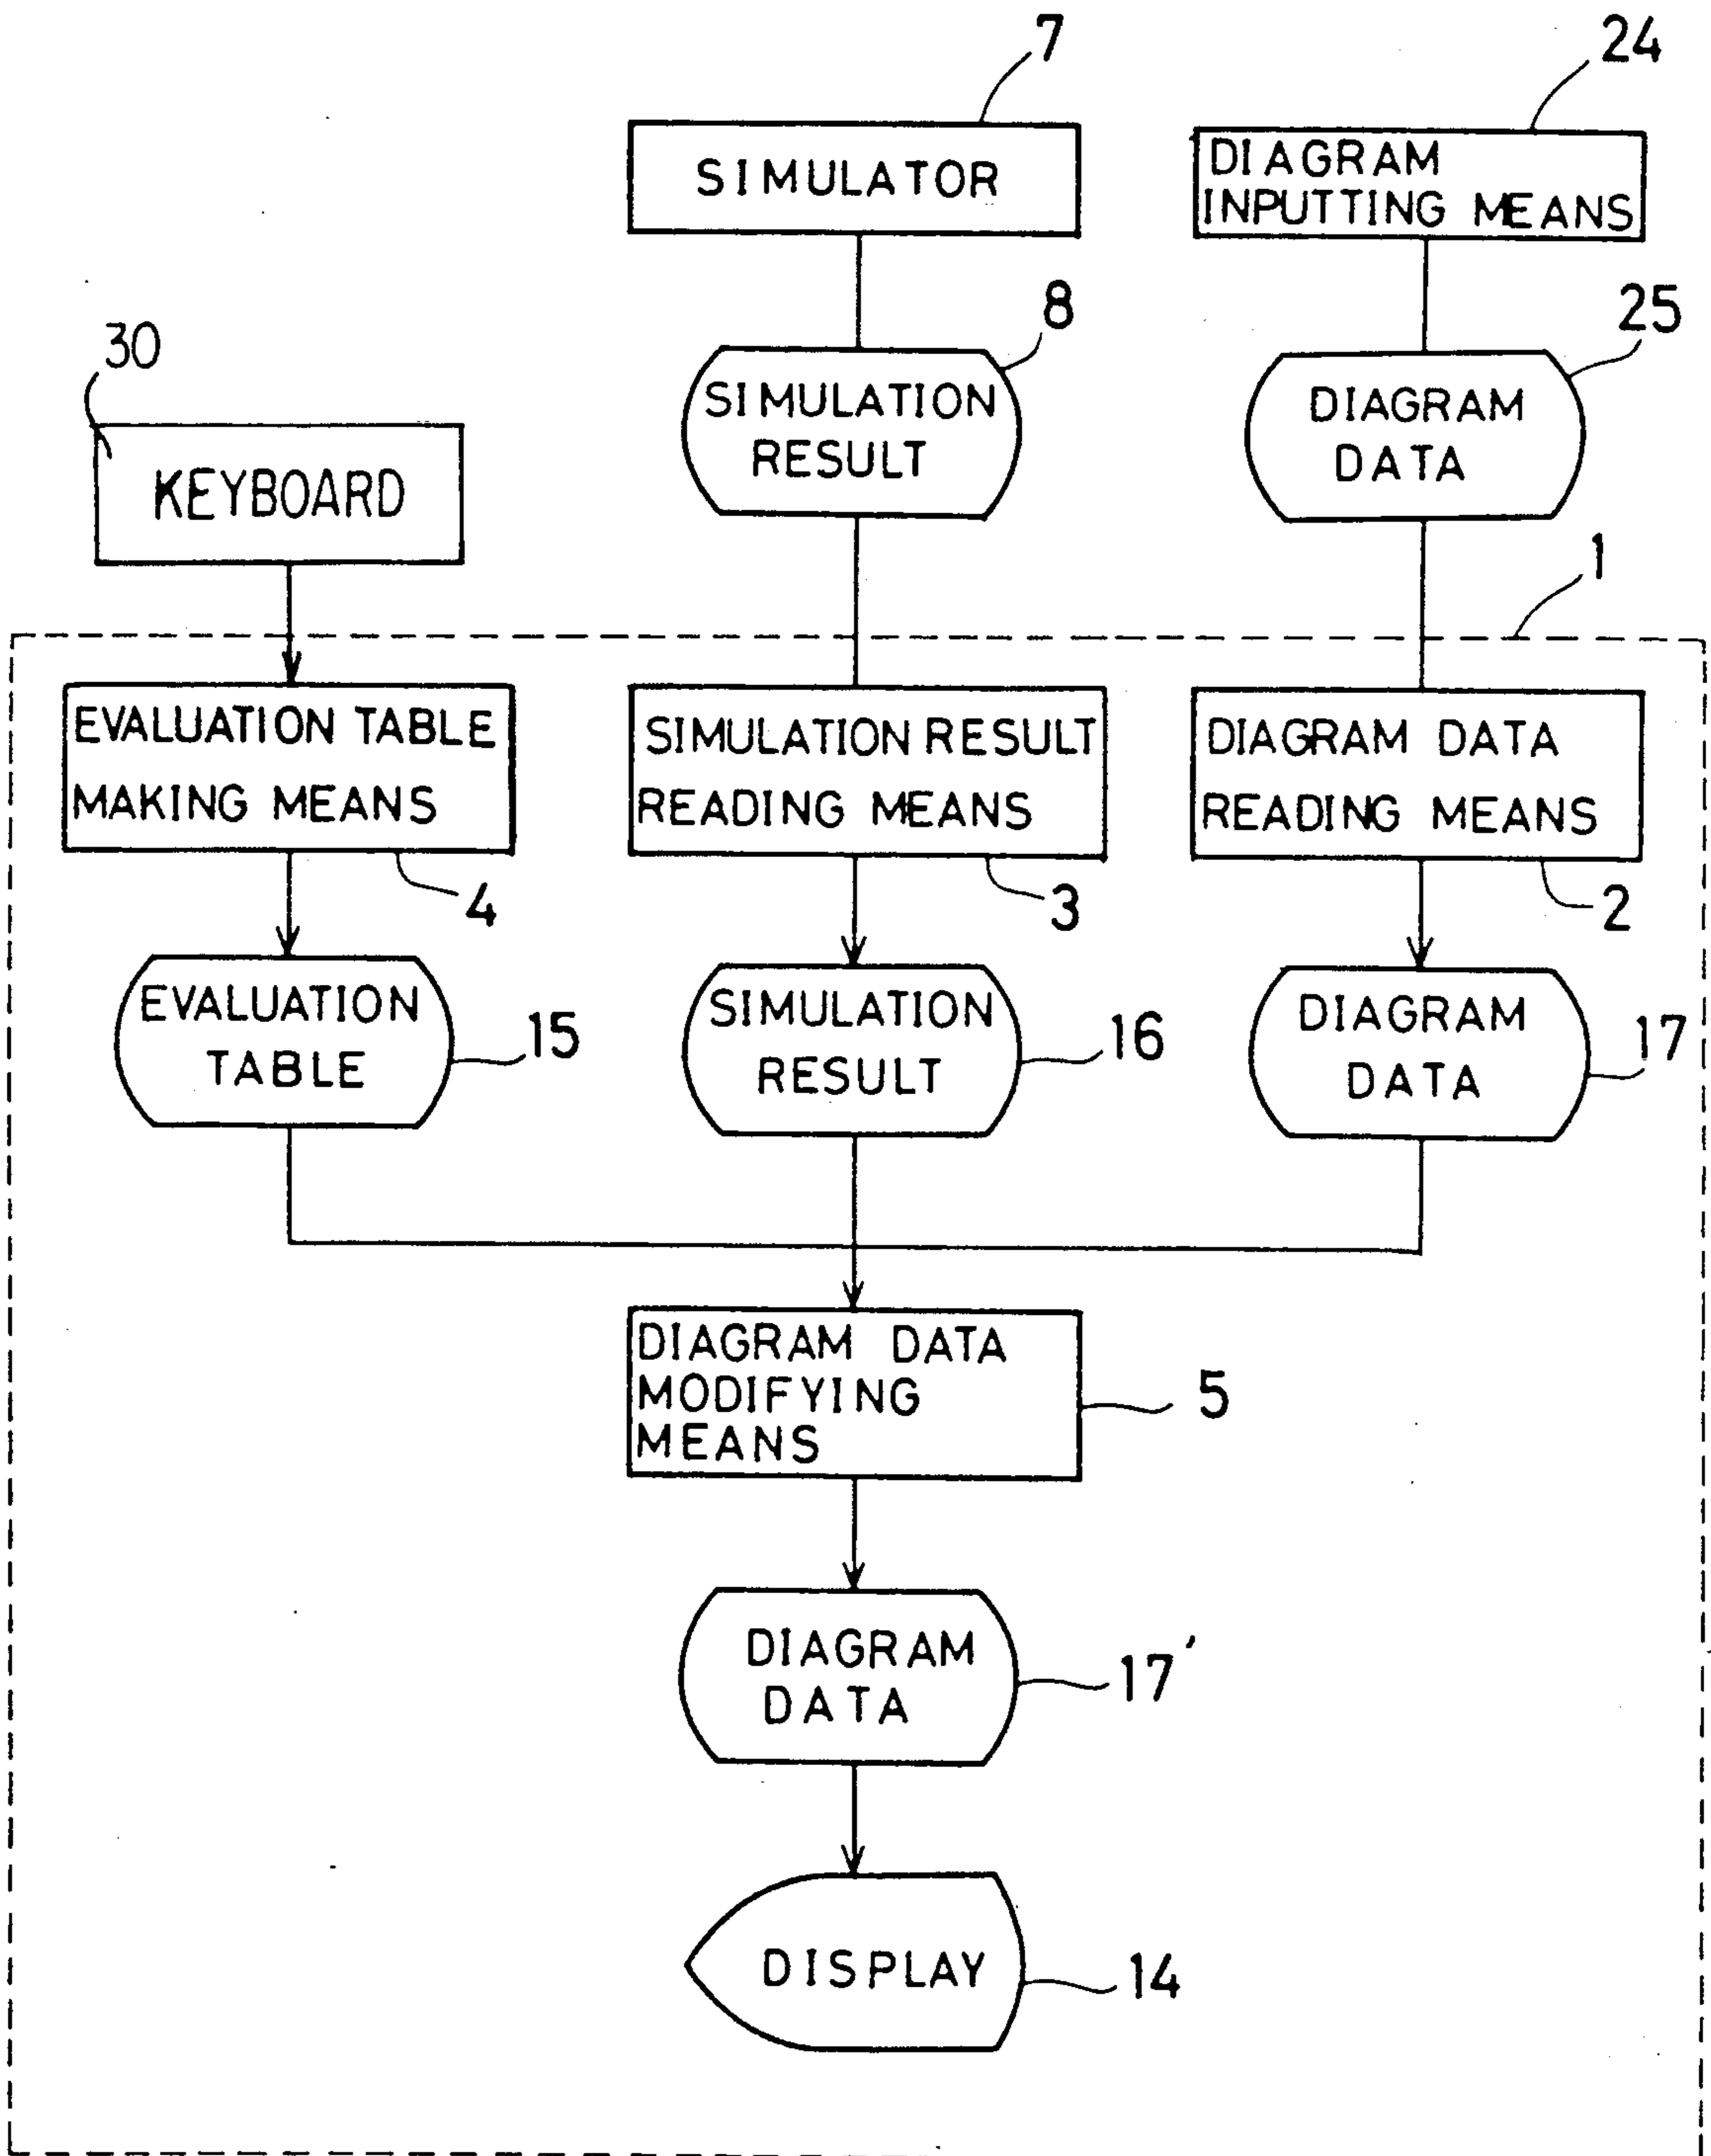 7
24
SIMULATOR
DIAGRAM
INPUTTING MEANS
8
25
30
SIMULATION
RESULT
DIAGRAM
DATA
KEYBOARD
1
EVALUATION TABLE
MAKING MEANS
SIMULATION RESULT
READING MEANS
DIAGRAM DATA
READING MEANS
4
3
2
EVALUATION
TABLE
15
SIMULATION
RESULT
16
DIAGRAM
DATA
17
DIAGRAM DATA
MODIFYING
MEANS
5
DIAGRAM
DATA
17'
DISPLAY
14